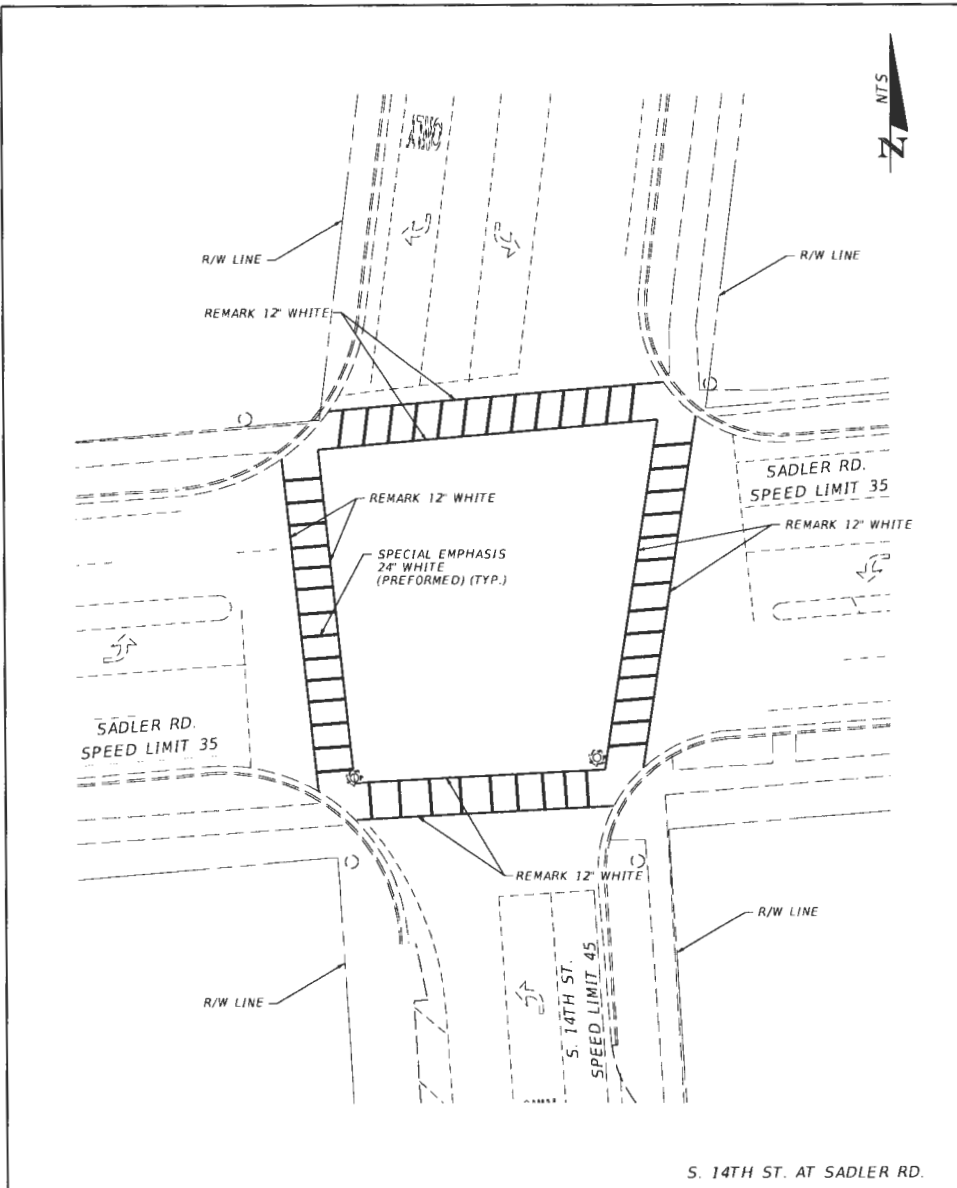 NTS
N
R/W LINE
R/W LINE
REMARK 12" WHITE
SADLER RD.
SPEED LIMIT 35
REMARK 12" WHITE
REMARK 12" WHITE
SPECIAL EMPHASIS
24" WHITE
(PREFORMED) (TYP.)
SADLER RD.
SPEED LIMIT 35
REMARK 12" WHITE
R/W LINE
S. 14TH ST.
SPEED LIMIT 45
R/W LINE
S. 14TH ST. AT SADLER RD.